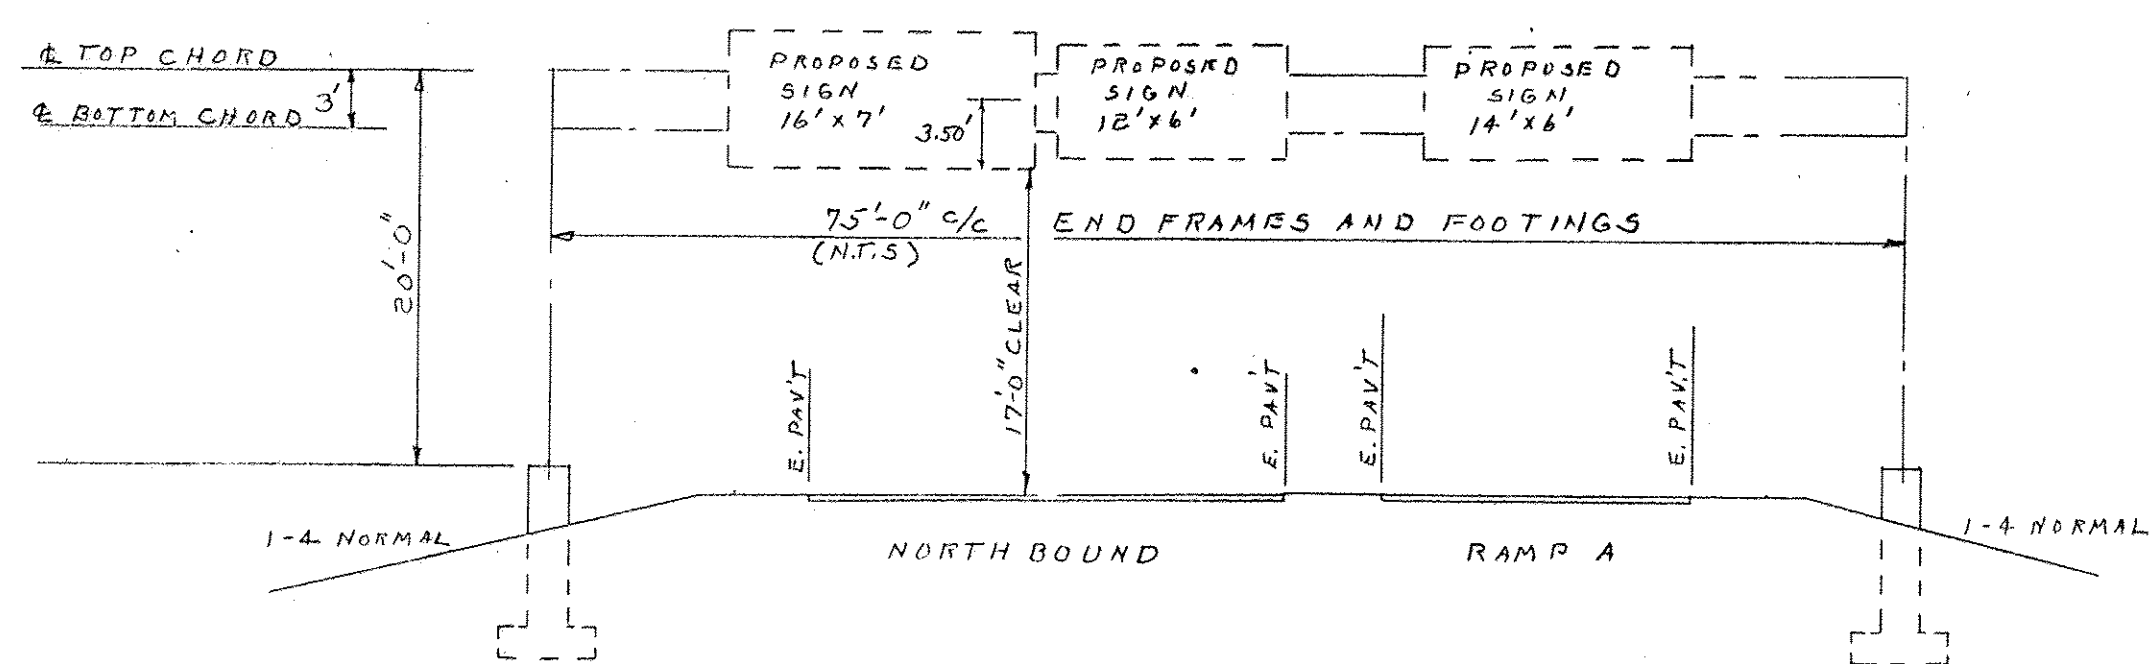 ℄ TOP CHORD
℄ BOTTOM CHORD
3'
20'-0"
PROPOSED
SIGN
16' x 7'
3.50'
PROPOSED
SIGN
12' x 6'
PROPOSED
SIGN
14' x 6'
75'-0" c/c END FRAMES AND FOOTINGS
(N.T.S)
17'-0" CLEAR
E. PAV'T
E. PAV'T
E. PAV'T
E. PAV'T
1-4 NORMAL
NORTH BOUND
RAMP A
1-4 NORMAL